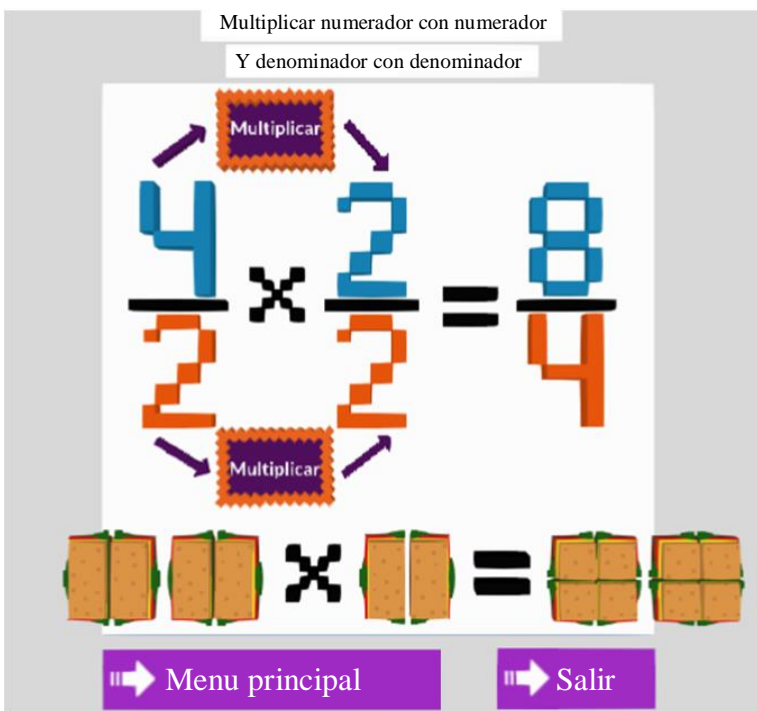 Multiplicar numerador con numerador
Y denominador con denominador
Multiplicar
4 2 8
× =
2 2 4
Multiplicar
× =
Menu principal
Salir